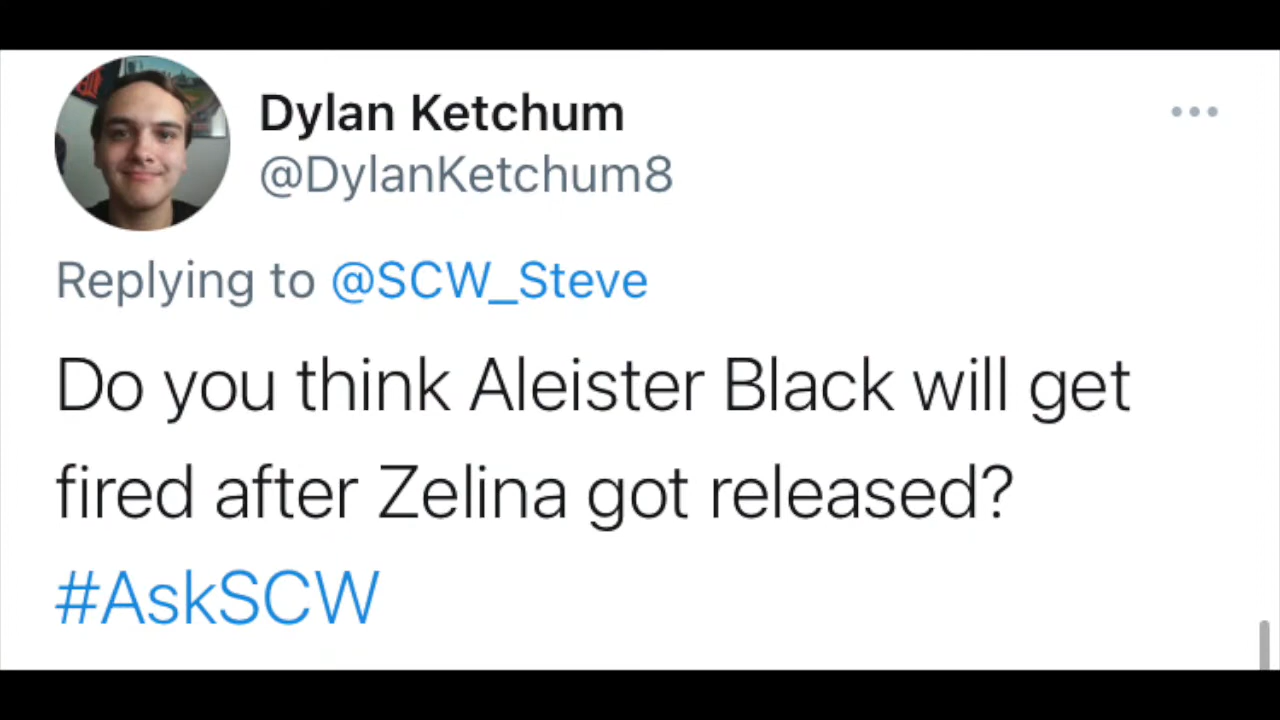 Dylan Ketchum
@DylanKetchum8
Replying to @SCW_Steve
Do you think Aleister Black will get
fired after Zelina got released?
#AskSCW